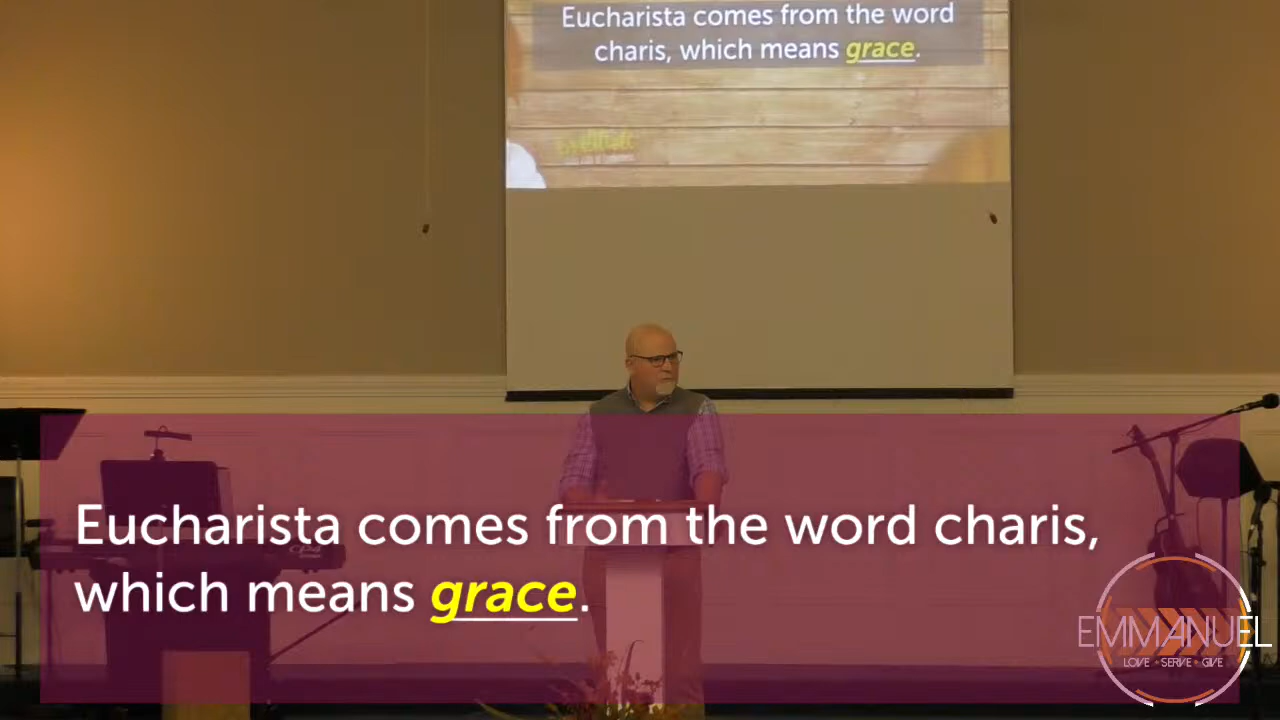 Eucharista comes from the word
charis, which means grace.
Eucharista comes from the word charis,
which means grace.
EMMANUEL
LOVE • SERVE • GIVE